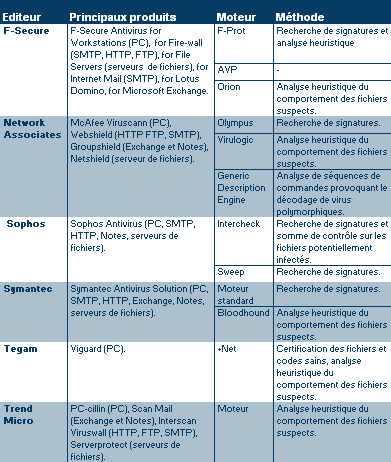 Editeur Principaux produits Moteur Méthode
F-Secure
F-Secure Antivirus for
Workstations (PC), for Fire-wall
(SMTP, HTTP, FTP), for File
Servers (serveurs de fichiers), for
Internet Mail (SMTP), for Lotus
Domino, for Microsoft Exchange.
F-Prot
Recherche de signatures et
analyse heuristique
AVP
-
Orion
Analyse heuristique du
comportement des fichiers
suspects.
Network
Associates
McAfee Viruscann (PC),
Webshield (HTTP FTP, SMTP),
Groupshield (Exchange et Notes),
Netshield (serveur de fichiers).
Olympus
Recherche de signatures.
Virulogic
Analyse heuristique du
comportement des fichiers
suspects.
Generic
Description
Engine
Analyse de séquences de
commandes provoquant le
décodage de virus
polymorphiques.
Sophos
Sophos Antivirus (PC, SMTP,
HTTP, Notes, serveurs de
fichiers).
Intercheck
Recherche de signatures et
somme de contrôle sur les
fichiers potentiellement
infectés.
Sweep
Recherche de signatures.
Symantec
Symantec Antivirus Solution (PC,
SMTP, HTTP, Exchange, Notes,
serveurs de fichiers).
Moteur
standard
Recherche de signatures.
Bloodhound
Analyse heuristique du
comportement des fichiers
suspects.
Tegam
Viguard (PC).
+Net
Certification des fichiers et
codes sains, analyse
heuristique du
comportement des fichiers
suspects.
Trend
Micro
PC-cillin (PC), Scan Mail
(Exchange et Notes), Interscan
Viruswall (HTTP, FTP, SMTP),
Serverprotect (serveurs de
fichiers).
Moteur
Analyse heuristique du
comportement des fichiers
suspects.